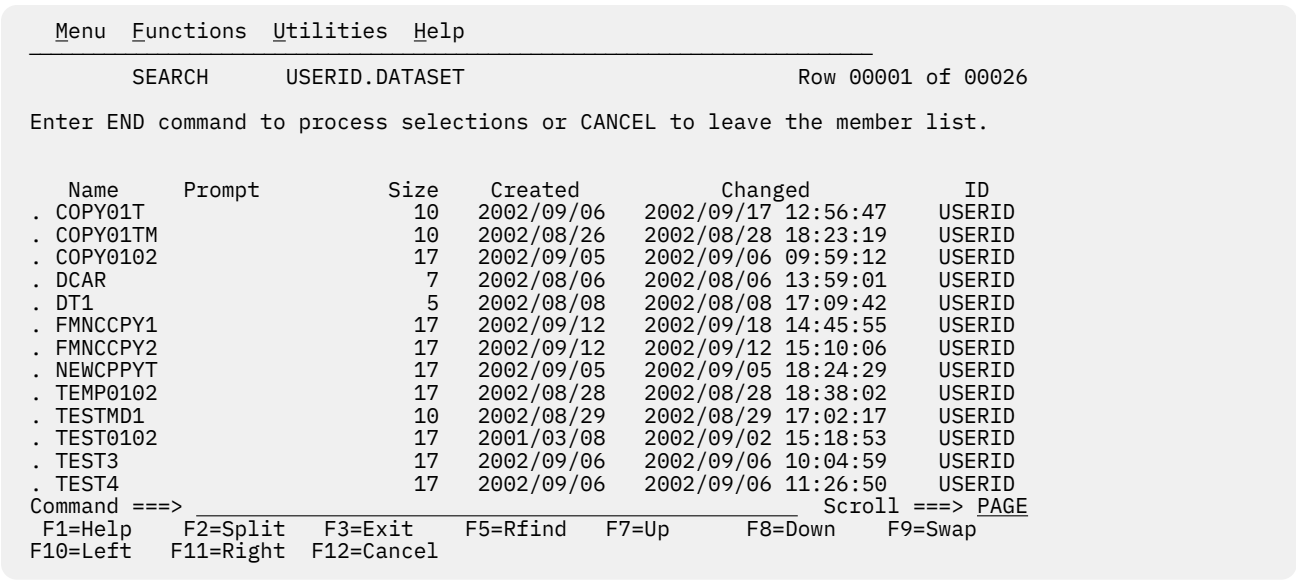 Menu  Functions  Utilities  Help
SEARCH      USERID.DATASET                          Row 00001 of 00026
Enter END command to process selections or CANCEL to leave the member list.
Name     Prompt          Size    Created           Changed            ID
. COPY01T                     10   2002/09/06   2002/09/17 12:56:47    USERID
. COPY01TM                    10   2002/08/26   2002/08/28 18:23:19    USERID
. COPY0102                    17   2002/09/05   2002/09/06 09:59:12    USERID
. DCAR                         7   2002/08/06   2002/08/06 13:59:01    USERID
. DT1                          5   2002/08/08   2002/08/08 17:09:42    USERID
. FMNCCPY1                    17   2002/09/12   2002/09/18 14:45:55    USERID
. FMNCCPY2                    17   2002/09/12   2002/09/12 15:10:06    USERID
. NEWCPPYT                    17   2002/09/05   2002/09/05 18:24:29    USERID
. TEMP0102                    17   2002/08/28   2002/08/28 18:38:02    USERID
. TESTMD1                     10   2002/08/29   2002/08/29 17:02:17    USERID
. TEST0102                    17   2001/03/08   2002/09/02 15:18:53    USERID
. TEST3                       17   2002/09/06   2002/09/06 10:04:59    USERID
. TEST4                       17   2002/09/06   2002/09/06 11:26:50    USERID
Command ===> _______________________________________________ Scroll ===> PAGE
F1=Help    F2=Split   F3=Exit    F5=Rfind   F7=Up      F8=Down    F9=Swap
F10=Left   F11=Right  F12=Cancel